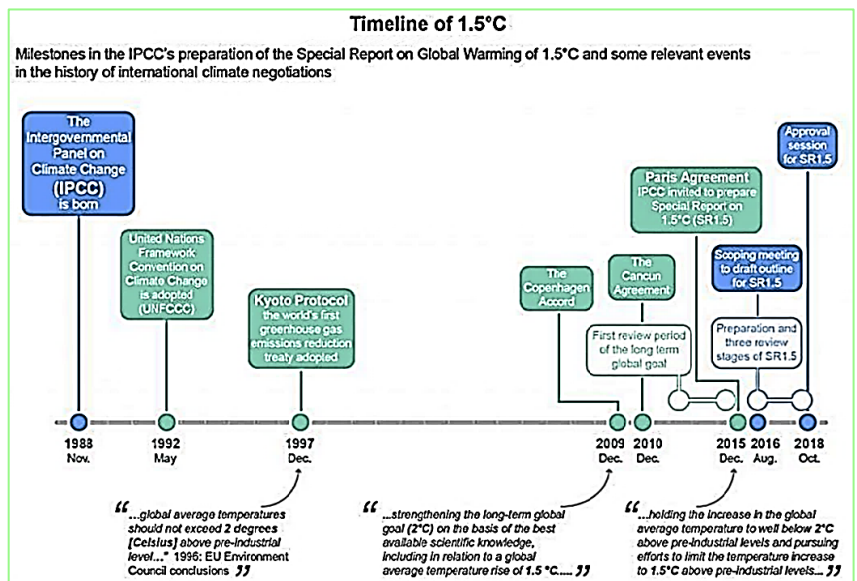 Timeline of 1.5°C
Milestones in the IPCC's preparation of the Special Report on Global Warming of 1.5°C and some relevant events
in the history of international climate negotiations
The
Intergovernmental
Panel on
Climate Change
(IPCC)
is born
United Nations
Framework
Convention on
Climate Change
is adopted
(UNFCCC)
Kyoto Protocol
the world's first
greenhouse gas
emissions reduction
treaty adopted
The
Copenhagen
Accord
The
Cancun
Agreement
First review period
of the long term
global goal
Paris Agreement
IPCC invited to prepare
Special Report on
1.5°C (SR1.5)
Scoping meeting
to draft outline
for SR1.5
Preparation and
three review
stages of SR1.5
Approval
session
for SR1.5
1988
Nov.
1992
May
1997
Dec.
2009
Dec.
2010
Dec.
2015
Dec.
2016
Aug.
2018
Oct.
“...global average temperatures
should not exceed 2 degrees
[Celsius] above pre-industrial
level...” 1996: EU Environment
Council conclusions ”
“...strengthening the long-term global
goal (2°C) on the basis of the best
available scientific knowledge,
including in relation to a global
average temperature rise of 1.5 °C.... ”
“...holding the increase in the global
average temperature to well below 2°C
above pre-industrial levels and pursuing
efforts to limit the temperature increase
to 1.5°C above pre-industrial levels... ”